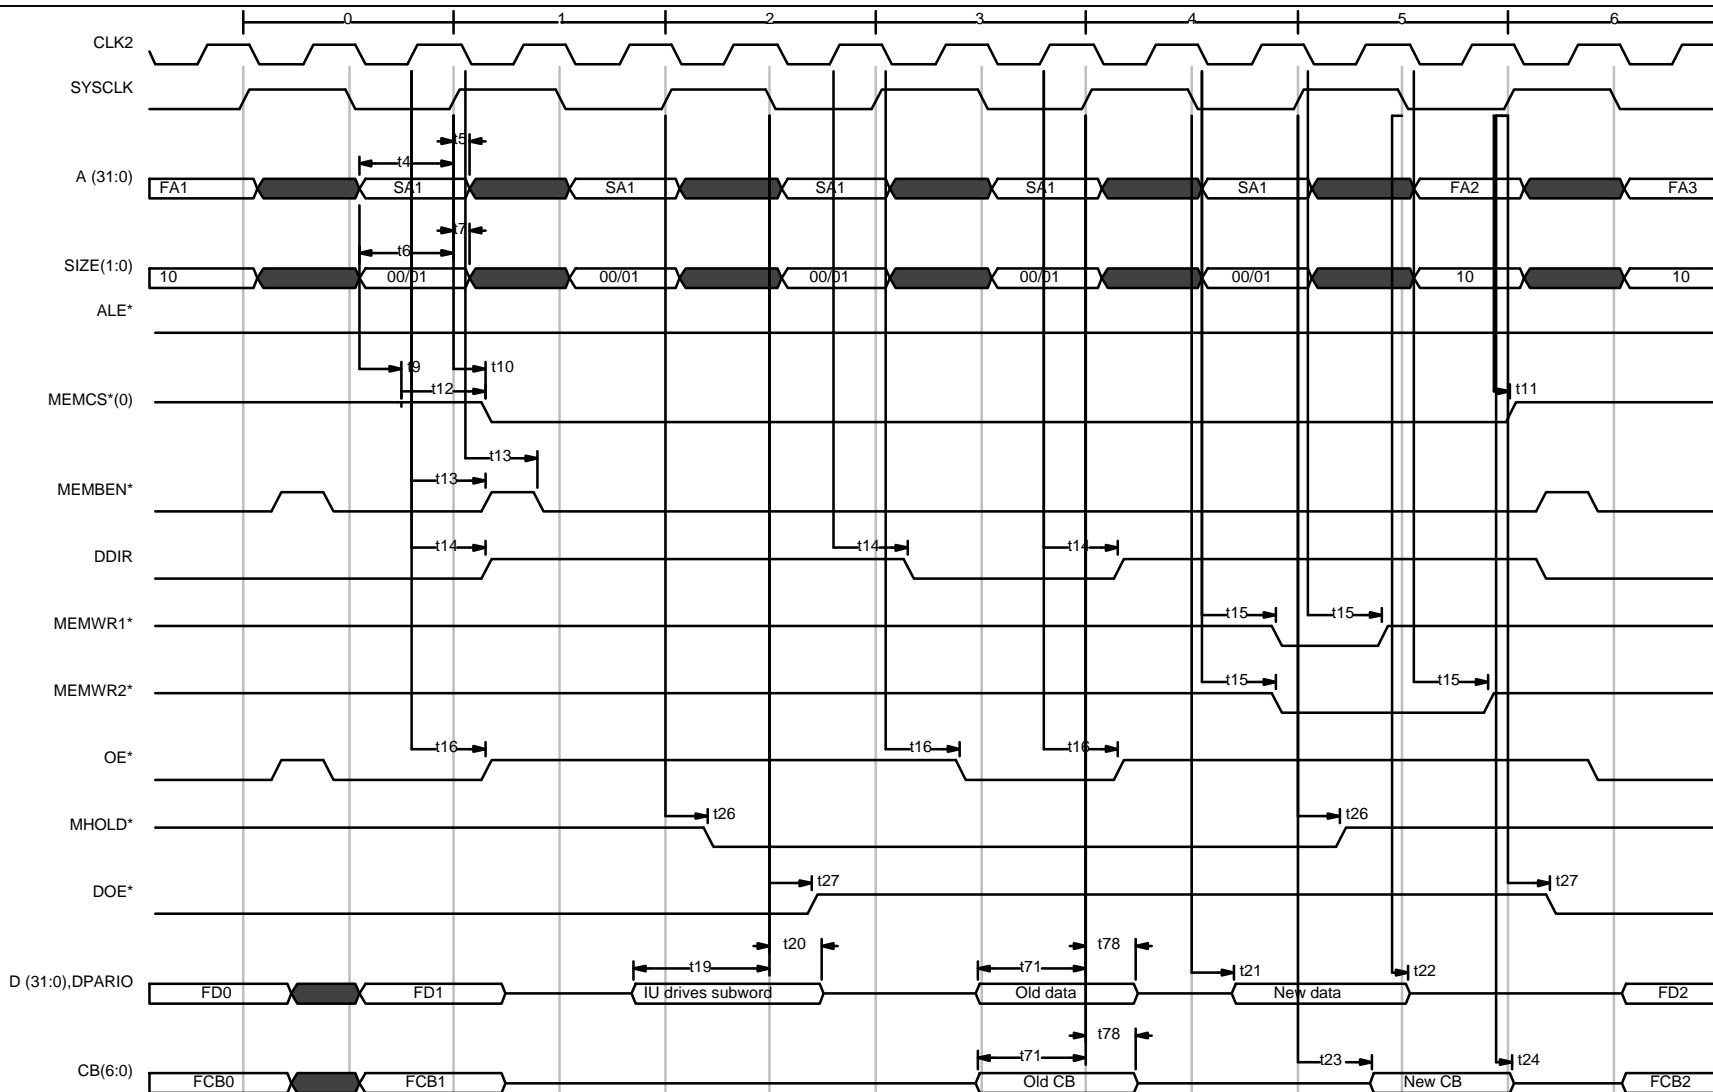 0 1 2 3 4 5 6
CLK2
SYSCLK
t5
t4
A (31:0) FA1 SA1 SA1 SA1 SA1 SA1 FA2 FA3
t7
t6
SIZE(1:0) 10 00/01 00/01 00/01 00/01 00/01 10 10
ALE*
t9 t10
t12 t11
MEMCS*(0)
t13
t13
MEMBEN*
t14 t14 t14
DDIR
t15 t15
MEMWR1*
t15 t15
MEMWR2*
t16 t16 t16
OE*
t26 t26
MHOLD*
t27 t27
DOE*
t20 t78
t19 t71 t21 t22
D (31:0),DPARIO FD0 FD1 IU drives subword Old data New data FD2
t78
t71 t23 t24
CB(6:0) FCB0 FCB1 Old CB New CB FCB2